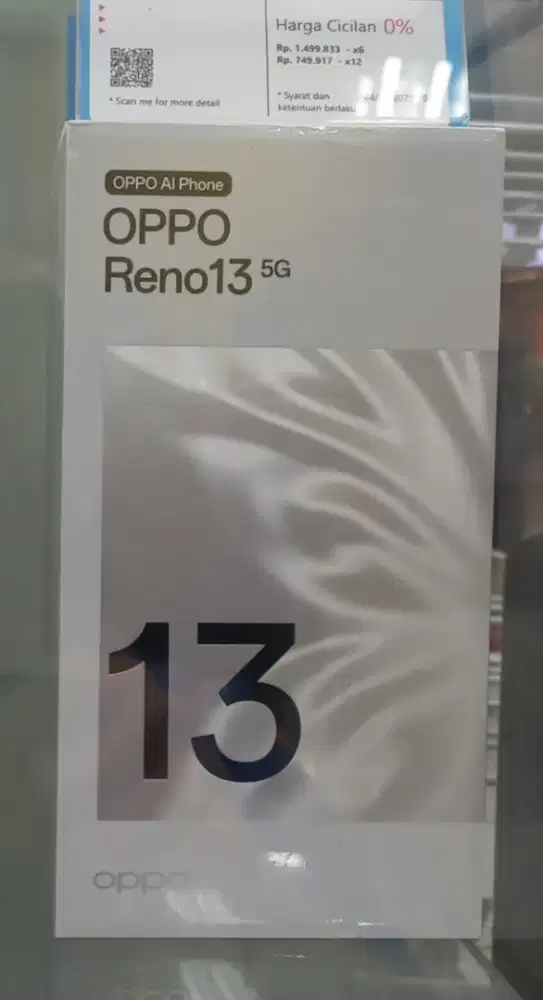 Harga Cicilan 0%
Rp. 1.499.833 - x6
Rp. 749.917 - x12
* Scan me for more detail
* Syarat dan
ketentuan berlaku
OPPO AI Phone
OPPO
Reno13 5G
13
oppo